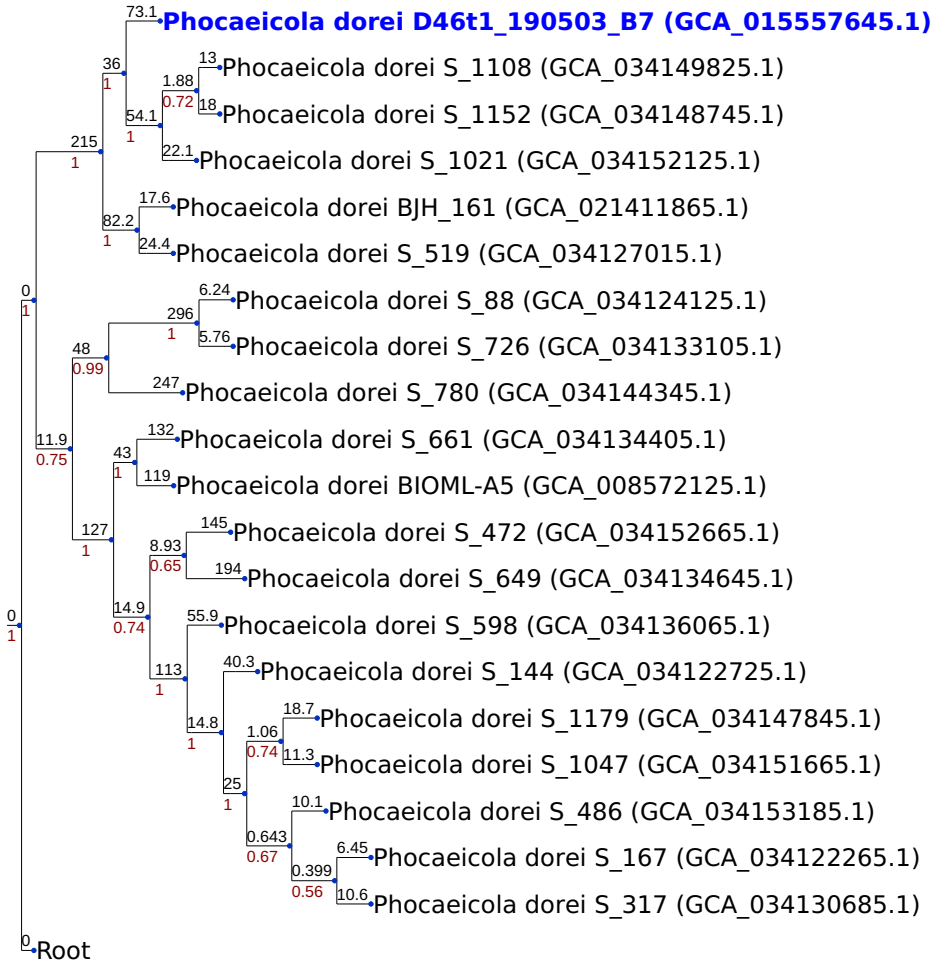 73.1
Phocaeicola dorei D46t1_190503_B7 (GCA_015557645.1)
36
1
13
Phocaeicola dorei S_1108 (GCA_034149825.1)
1.88
0.72
18
Phocaeicola dorei S_1152 (GCA_034148745.1)
54.1
1
22.1
Phocaeicola dorei S_1021 (GCA_034152125.1)
215
1
17.6
Phocaeicola dorei BJH_161 (GCA_021411865.1)
82.2
1
24.4
Phocaeicola dorei S_519 (GCA_034127015.1)
0
1
6.24
Phocaeicola dorei S_88 (GCA_034124125.1)
296
1
5.76
Phocaeicola dorei S_726 (GCA_034133105.1)
48
0.99
247
Phocaeicola dorei S_780 (GCA_034144345.1)
11.9
0.75
132
Phocaeicola dorei S_661 (GCA_034134405.1)
43
1
119
Phocaeicola dorei BIOML-A5 (GCA_008572125.1)
127
1
145
Phocaeicola dorei S_472 (GCA_034152665.1)
8.93
0.65
194
Phocaeicola dorei S_649 (GCA_034134645.1)
14.9
0.74
55.9
Phocaeicola dorei S_598 (GCA_034136065.1)
0
1
113
1
40.3
Phocaeicola dorei S_144 (GCA_034122725.1)
14.8
1
18.7
Phocaeicola dorei S_1179 (GCA_034147845.1)
1.06
0.74
11.3
Phocaeicola dorei S_1047 (GCA_034151665.1)
25
1
10.1
Phocaeicola dorei S_486 (GCA_034153185.1)
0.643
0.67
6.45
Phocaeicola dorei S_167 (GCA_034122265.1)
0.399
0.56
10.6
Phocaeicola dorei S_317 (GCA_034130685.1)
0
Root